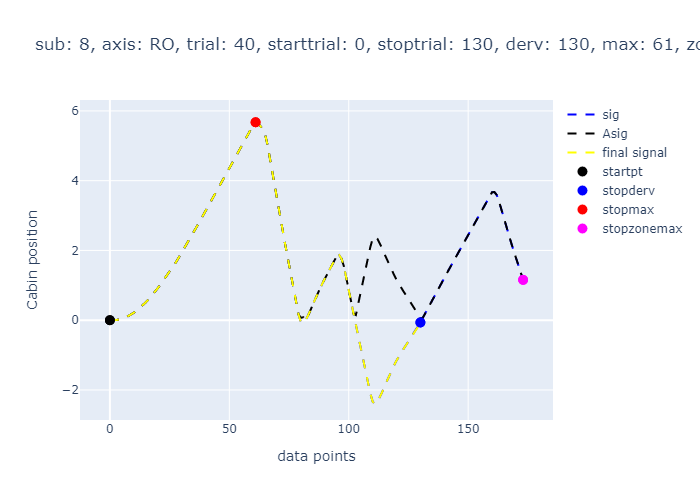 sub: 8, axis: RO, trial: 40, starttrial: 0, stoptrial: 130, derv: 130, max: 61, zo
6
4
2
0
−2
0
50
100
150
Cabin position
data points
sig
Asig
final signal
startpt
stopderv
stopmax
stopzonemax